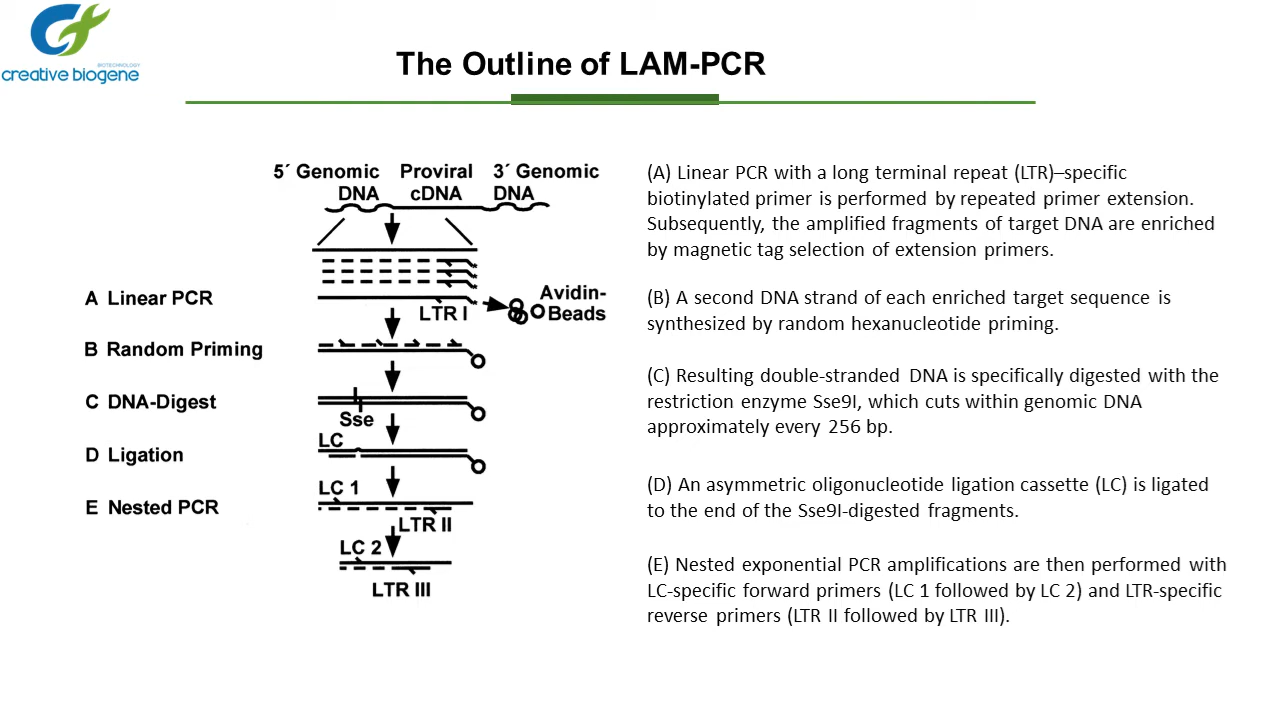 BIOTECHNOLOGY
creative biogene
The Outline of LAM-PCR
5´ Genomic DNA
Proviral cDNA
3´ Genomic DNA
A Linear PCR
LTR I
Avidin-
Beads
B Random Priming
C DNA-Digest
Sse
LC
D Ligation
LC 1
E Nested PCR
LTR II
LC 2
LTR III
(A) Linear PCR with a long terminal repeat (LTR)–specific
biotinylated primer is performed by repeated primer extension.
Subsequently, the amplified fragments of target DNA are enriched
by magnetic tag selection of extension primers.
(B) A second DNA strand of each enriched target sequence is
synthesized by random hexanucleotide priming.
(C) Resulting double-stranded DNA is specifically digested with the
restriction enzyme Sse9I, which cuts within genomic DNA
approximately every 256 bp.
(D) An asymmetric oligonucleotide ligation cassette (LC) is ligated
to the end of the Sse9I-digested fragments.
(E) Nested exponential PCR amplifications are then performed with
LC-specific forward primers (LC 1 followed by LC 2) and LTR-specific
reverse primers (LTR II followed by LTR III).